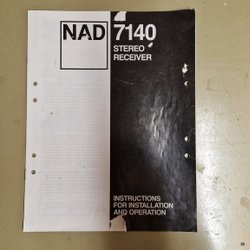 NAD
7140
STEREO
RECEIVER
INSTRUCTIONS
FOR INSTALLATION
AND OPERATION